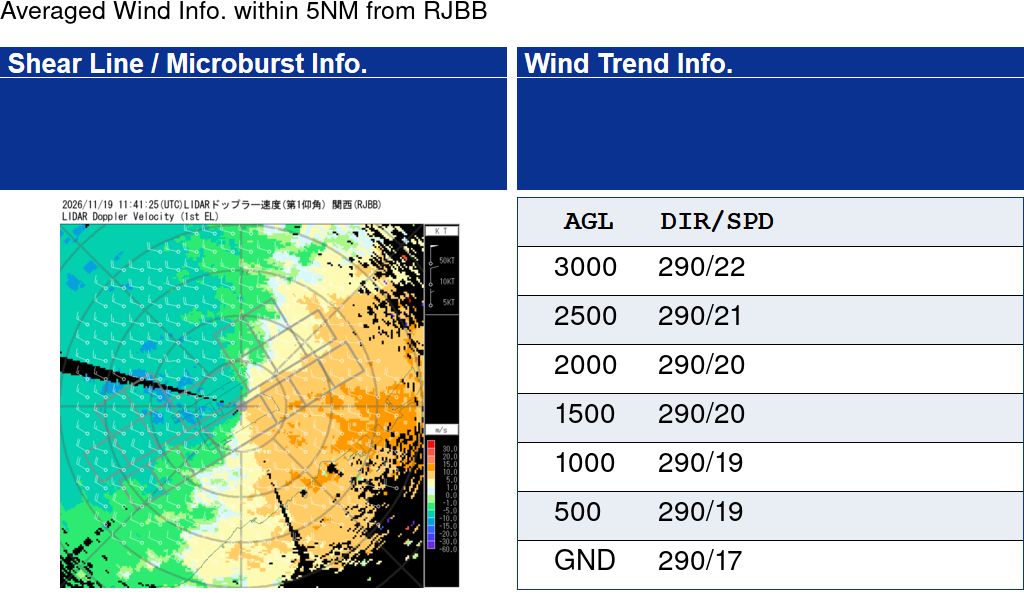 Averaged Wind Info. within 5NM from RJBB
Shear Line / Microburst Info.
Wind Trend Info.
2026/11/19 11:41:25(UTC)LIDARドップラー速度(第1仰角) 関西(RJBB)
LIDAR Doppler Velocity (1st EL)
KT
50KT
10KT
5KT
m/s
30.0
20.0
15.0
10.0
5.0
1.0
0.0
-1.0
-5.0
-10.0
-15.0
-20.0
-30.0
-60.0
AGL DIR/SPD
3000 290/22
2500 290/21
2000 290/20
1500 290/20
1000 290/19
500 290/19
GND 290/17